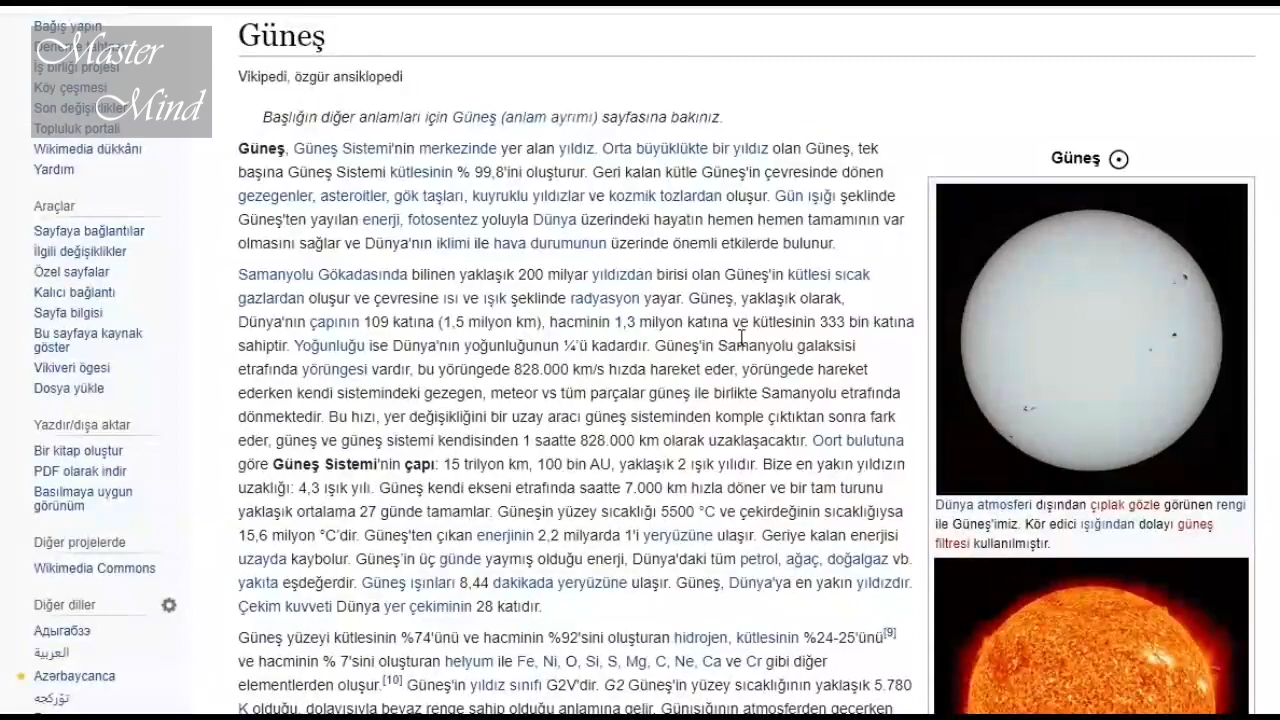 Bağış yapın
Master
Mind
İş birliği projesi
Köy çeşmesi
Son değişiklikler
Topluluk portali
Wikimedia dükkânı
Yardım
Araçlar
Sayfaya bağlantılar
İlgili değişiklikler
Özel sayfalar
Kalıcı bağlantı
Sayfa bilgisi
Bu sayfaya kaynak
göster
Vikiveri ögesi
Dosya yükle
Yazdır/dışa aktar
Bir kitap oluştur
PDF olarak indir
Basılmaya uygun
görünüm
Diğer projelerde
Wikimedia Commons
Diğer diller
Адыгабзэ
العربية
Azərbaycanca
تۆرکجه
Güneş
Vikipedi, özgür ansiklopedi
Başlığın diğer anlamları için Güneş (anlam ayrımı) sayfasına bakınız.
Güneş, Güneş Sistemi'nin merkezinde yer alan yıldız. Orta büyüklükte bir yıldız olan Güneş, tek
başına Güneş Sistemi kütlesinin % 99,8'ini oluşturur. Geri kalan kütle Güneş'in çevresinde dönen
gezegenler, asteroitler, gök taşları, kuyruklu yıldızlar ve kozmik tozlardan oluşur. Gün ışığı şeklinde
Güneş'ten yayılan enerji, fotosentez yoluyla Dünya üzerindeki hayatın hemen hemen tamamının var
olmasını sağlar ve Dünya'nın iklimi ile hava durumunun üzerinde önemli etkilerde bulunur.
Samanyolu Gökadasında bilinen yaklaşık 200 milyar yıldızdan birisi olan Güneş'in kütlesi sıcak
gazlardan oluşur ve çevresine ısı ve ışık şeklinde radyasyon yayar. Güneş, yaklaşık olarak,
Dünya'nın çapının 109 katına (1,5 milyon km), hacminin 1,3 milyon katına ve kütlesinin 333 bin katına
sahiptir. Yoğunluğu ise Dünya'nın yoğunluğunun ¼'ü kadardır. Güneş'in Samanyolu galaksisi
etrafında yörüngesi vardır, bu yörüngede 828.000 km/s hızda hareket eder, yörüngede hareket
ederken kendi sistemindeki gezegen, meteor vs tüm parçalar güneş ile birlikte Samanyolu etrafında
dönmektedir. Bu hızı, yer değişikliğini bir uzay aracı güneş sisteminden komple çıktıktan sonra fark
eder, güneş ve güneş sistemi kendisinden 1 saatte 828.000 km olarak uzaklaşacaktır. Oort bulutuna
göre Güneş Sistemi'nin çapı: 15 trilyon km, 100 bin AU, yaklaşık 2 ışık yılıdır. Bize en yakın yıldızın
uzaklığı: 4,3 ışık yılı. Güneş kendi ekseni etrafında saatte 7.000 km hızla döner ve bir tam turunu
yaklaşık ortalama 27 günde tamamlar. Güneşin yüzey sıcaklığı 5500 °C ve çekirdeğinin sıcaklığıysa
15,6 milyon °C'dir. Güneş'ten çıkan enerjinin 2,2 milyarda 1'i yeryüzüne ulaşır. Geriye kalan enerjisi
uzayda kaybolur. Güneş'in üç günde yaymış olduğu enerji, Dünya'daki tüm petrol, ağaç, doğalgaz vb.
yakıta eşdeğerdir. Güneş ışınları 8,44 dakikada yeryüzüne ulaşır. Güneş, Dünya'ya en yakın yıldızdır.
Çekim kuvveti Dünya yer çekiminin 28 katıdır.
Güneş yüzeyi kütlesinin %74'ünü ve hacminin %92'sini oluşturan hidrojen, kütlesinin %24-25'ünü[9]
ve hacminin % 7'sini oluşturan helyum ile Fe, Ni, O, Si, S, Mg, C, Ne, Ca ve Cr gibi diğer
elementlerden oluşur.[10] Güneş'in yıldız sınıfı G2V'dir. G2 Güneş'in yüzey sıcaklığının yaklaşık 5.780
K olduğu, dolayısıyla beyaz renge sahip olduğu anlamına gelir. Günışığının atmosferden geçerken
Güneş
Dünya atmosferi dışından çıplak gözle görünen rengi
ile Güneş'imiz. Kör edici ışığından dolayı güneş
filtresi kullanılmıştır.